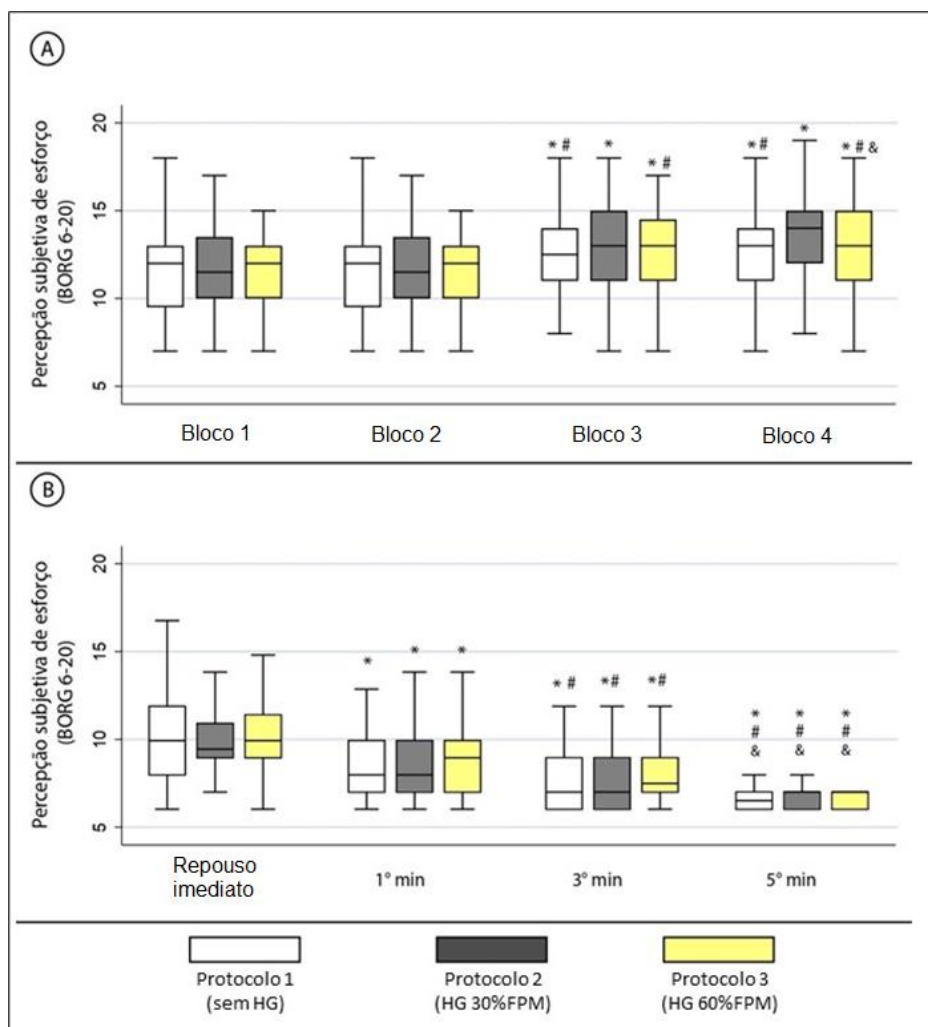 A
Percepção subjetiva de esforço
(BORG 6-20)
20
15
10
5
* #
*
* #
* #
*
* # &
Bloco 1
Bloco 2
Bloco 3
Bloco 4
B
Percepção subjetiva de esforço
(BORG 6-20)
20
15
10
5
*
*
*
* #
*#
*#
*
#
&
*
#
&
*
#
&
Repouso
imediato
1° min
3° min
5° min
Protocolo 1
(sem HG)
Protocolo 2
(HG 30%FPM)
Protocolo 3
(HG 60%FPM)